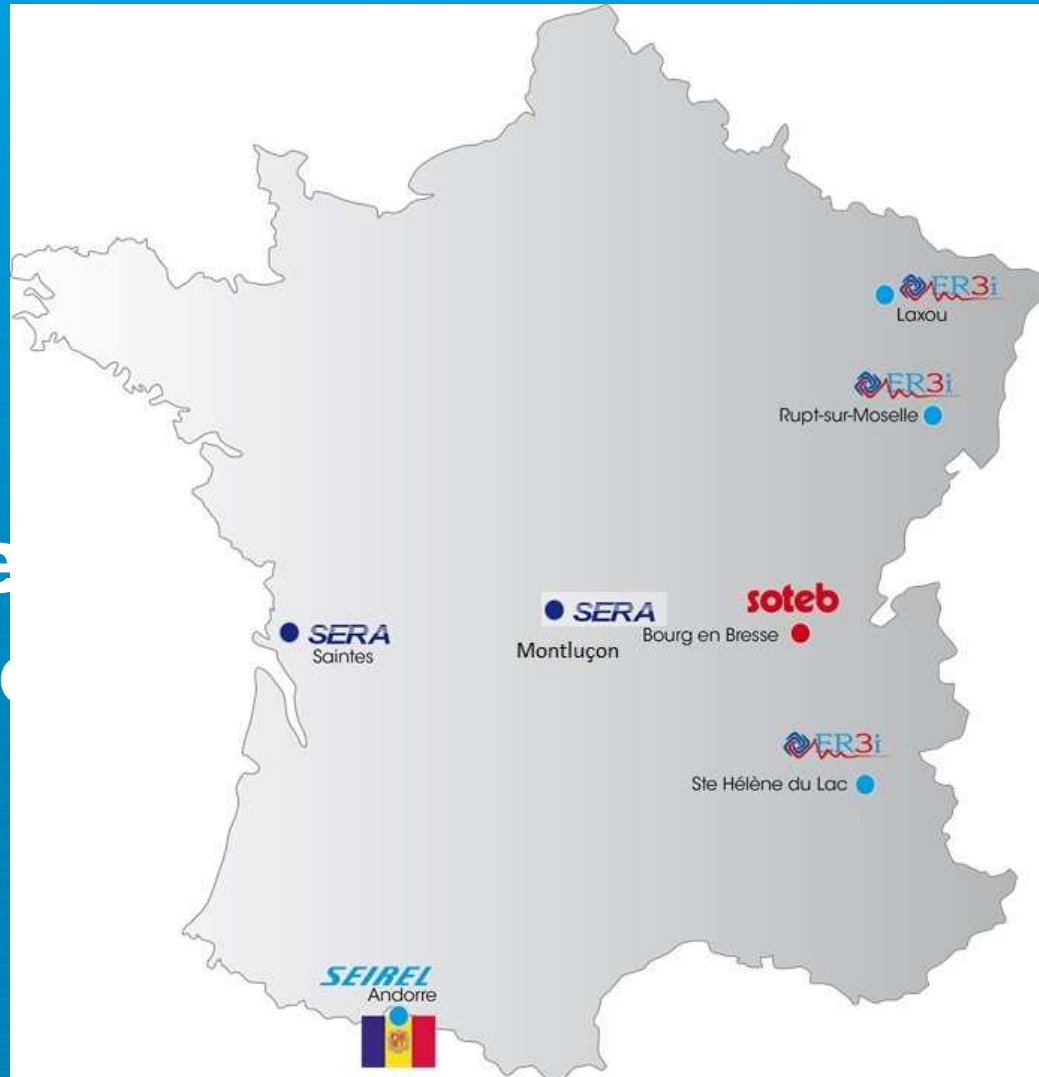 ER3i
Laxou
ER3i
Rupt-sur-Moselle
soteb
Bourg en Bresse
SERA
Montluçon
SERA
Saintes
ER3i
Ste Hélène du Lac
SEIREL
Andorre